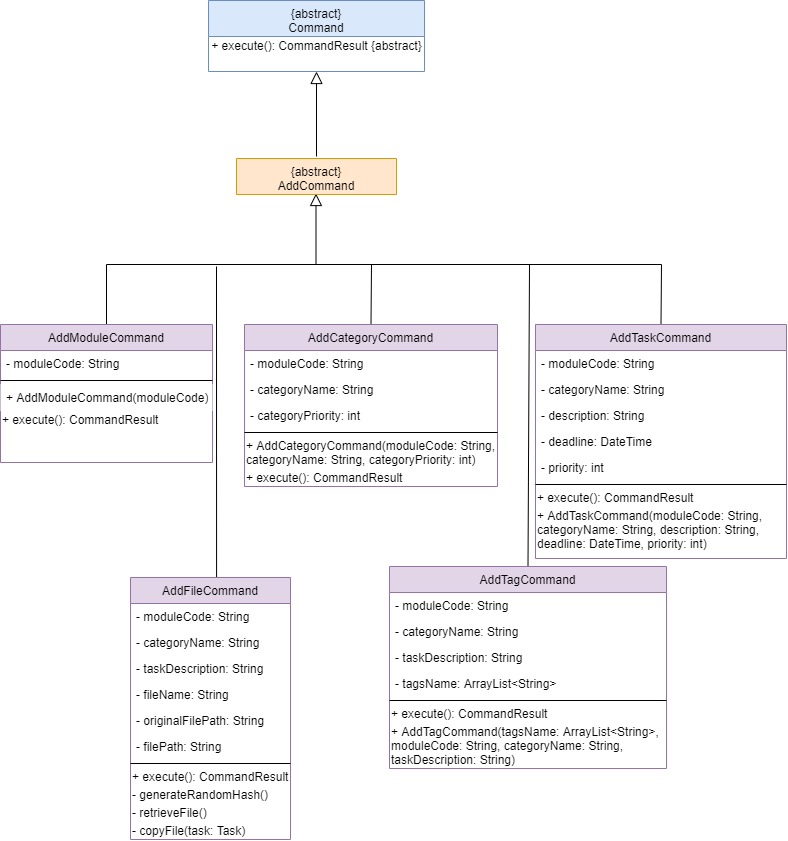 {abstract}
Command
+ execute(): CommandResult {abstract}
{abstract}
AddCommand
AddModuleCommand
- moduleCode: String
+ AddModuleCommand(moduleCode)
+ execute(): CommandResult
AddCategoryCommand
- moduleCode: String
- categoryName: String
- categoryPriority: int
+ AddCategoryCommand(moduleCode: String,
categoryName: String, categoryPriority: int)
+ execute(): CommandResult
AddTaskCommand
- moduleCode: String
- categoryName: String
- description: String
- deadline: DateTime
- priority: int
+ execute(): CommandResult
+ AddTaskCommand(moduleCode: String,
categoryName: String, description: String,
deadline: DateTime, priority: int)
AddFileCommand
- moduleCode: String
- categoryName: String
- taskDescription: String
- fileName: String
- originalFilePath: String
- filePath: String
+ execute(): CommandResult
- generateRandomHash()
- retrieveFile()
- copyFile(task: Task)
AddTagCommand
- moduleCode: String
- categoryName: String
- taskDescription: String
- tagsName: ArrayList<String>
+ execute(): CommandResult
+ AddTagCommand(tagsName: ArrayList<String>,
moduleCode: String, categoryName: String,
taskDescription: String)